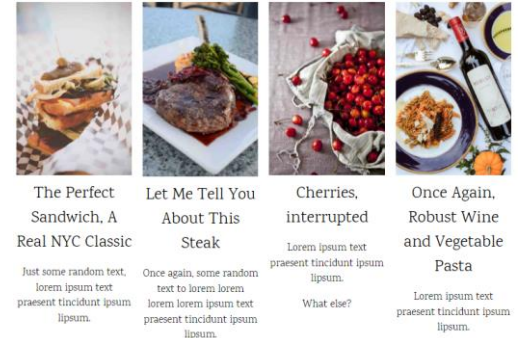 The Perfect
Sandwich, A
Real NYC Classic
Just some random text,
lorem ipsum text
praesent tincidunt ipsum
lipsum.
Let Me Tell You
About This
Steak
Once again, some random
text to lorem lorem
lorem lorem ipsum text
praesent tincidunt ipsum
lipsum.
Cherries,
interrupted
Lorem ipsum text
praesent tincidunt ipsum
lipsum.
What else?
Once Again,
Robust Wine
and Vegetable
Pasta
Lorem ipsum text
praesent tincidunt ipsum
lipsum.